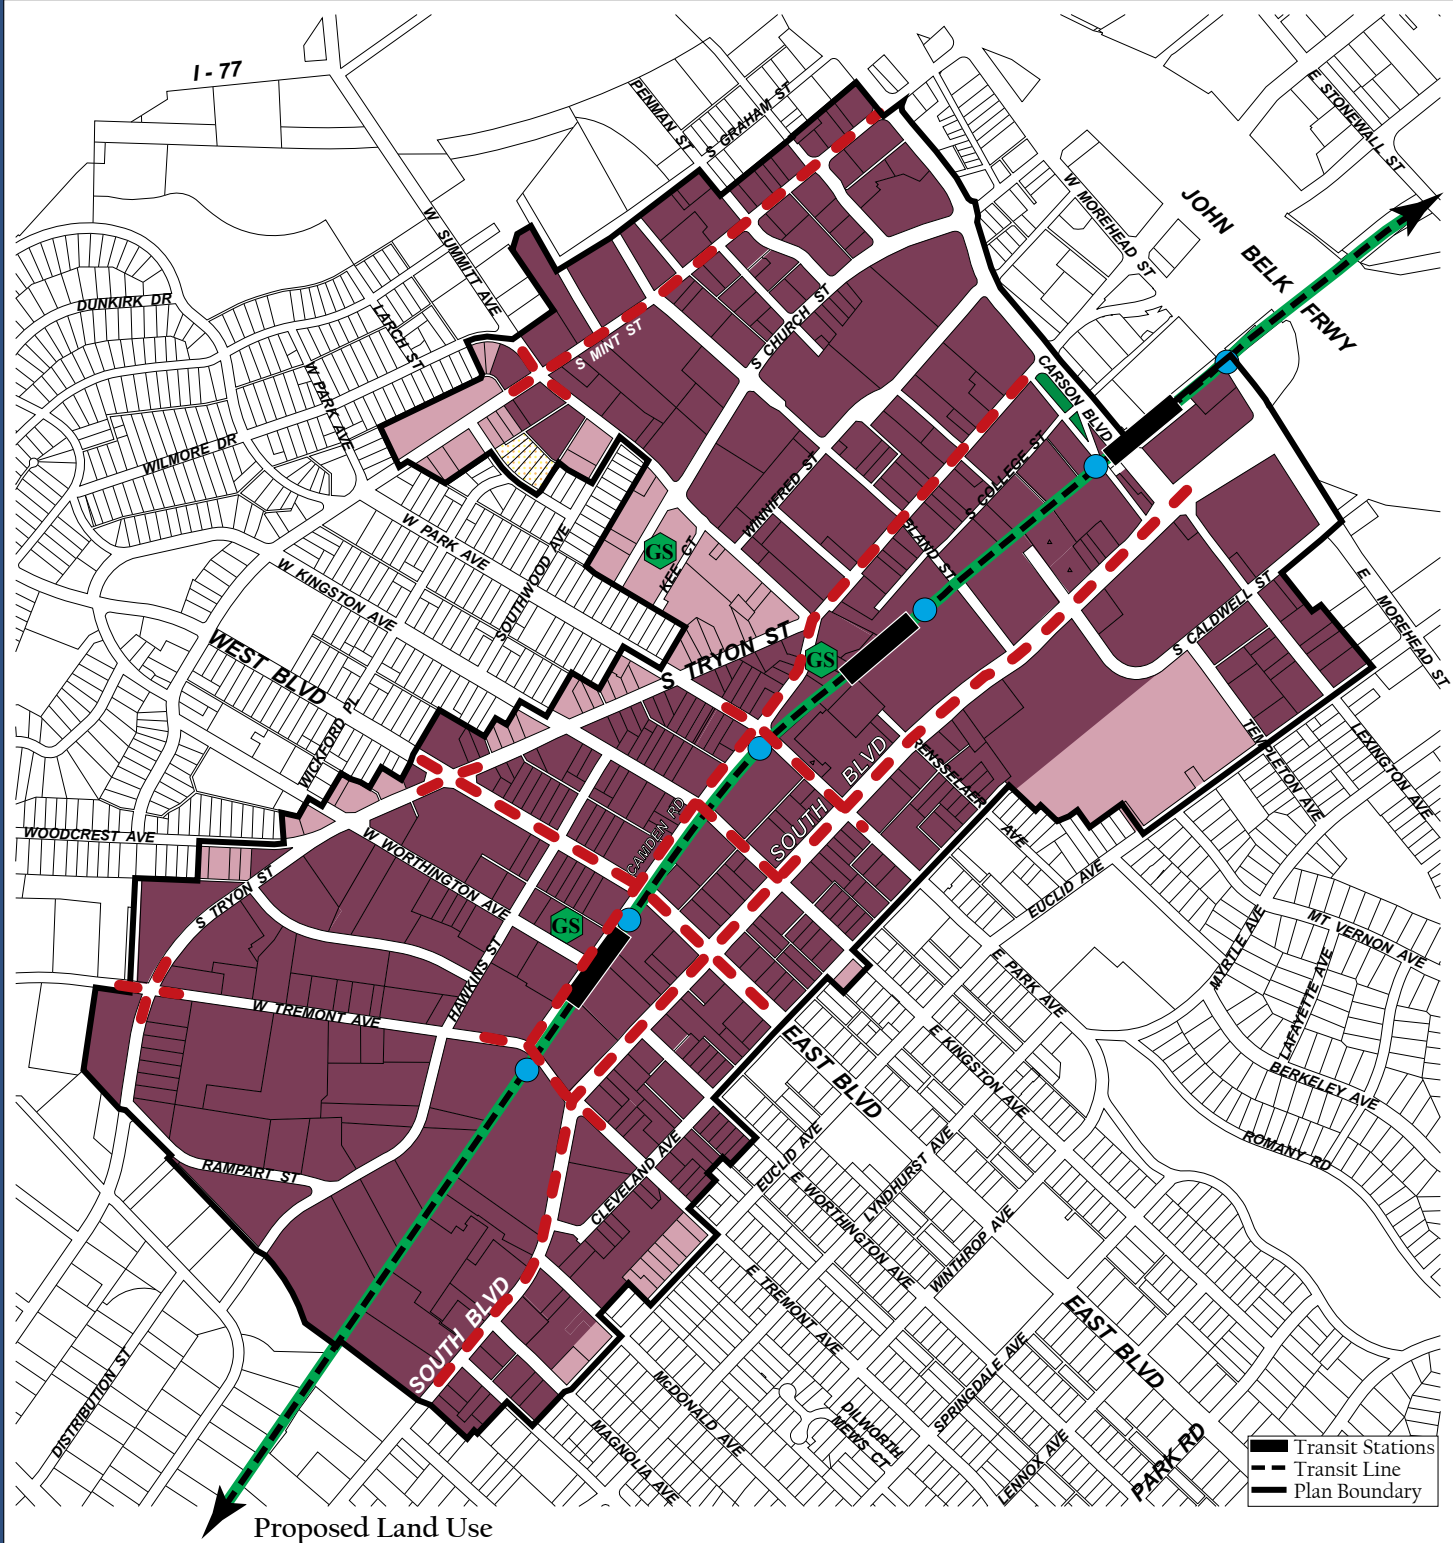 I - 77
PENMAN ST
S GRAHAM ST
E STONEWALL ST
W MOREHEAD ST
JOHN BELK FRWY
W SUMMITT AVE
DUNKIRK DR
LARCH ST
S MINT ST
S CHURCH ST
W PARK AVE
CARSON BLVD
WILMORE DR
WINNIFRED ST
S COLLEGE ST
BLAND ST
W PARK AVE
SOUTHWOOD AVE
GS
KEE CT
W KINGSTON AVE
E MOREHEAD ST
S CALDWELL ST
WEST BLVD
S TRYON ST
GS
WICKFORD PL
TEMPLETON AVE
LEXINGTON AVE
SOUTH BLVD
RENSSELAER
AVE
CAMDEN RD
WOODCREST AVE
W WORTHINGTON AVE
EUCLID AVE
S TRYON ST
GS
HAWKINS ST
MT VERNON AVE
MYRTLE AVE
LAFAYETTE AVE
E PARK AVE
W TREMONT AVE
EAST BLVD
E KINGSTON AVE
BERKELEY AVE
ROMANY RD
RAMPART ST
CLEVELAND AVE
EUCLID AVE
LYNDHURST AVE
E WORTHINGTON AVE
WINTHROP AVE
E TREMONT AVE
SOUTH BLVD
EAST BLVD
DISTRIBUTION ST
SPRINGDALE AVE
McDONALD AVE
DILWORTH
MEWS CT
MAGNOLIA AVE
LENNOX AVE
PARK RD
Transit Stations
Transit Line
Plan Boundary
Proposed Land Use